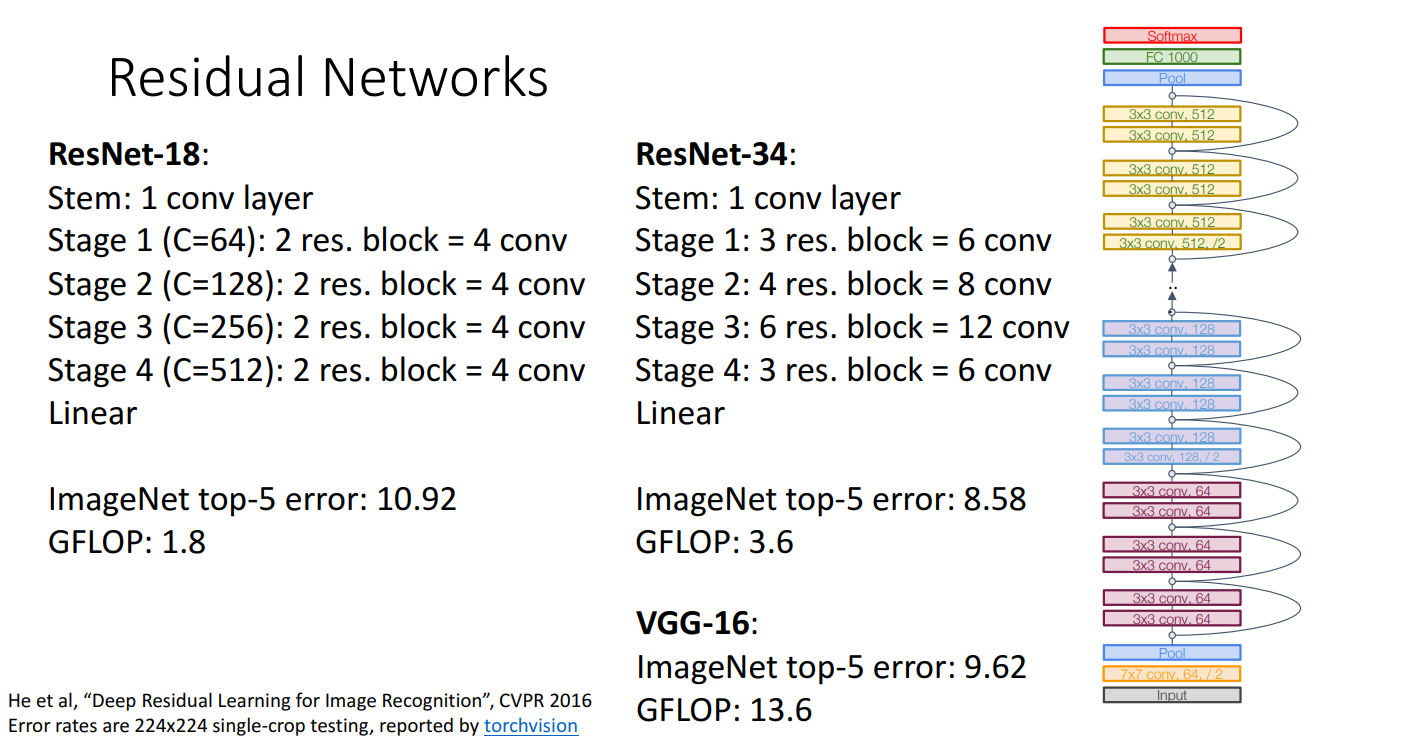 Residual Networks
ResNet-18:
Stem: 1 conv layer
Stage 1 (C=64): 2 res. block = 4 conv
Stage 2 (C=128): 2 res. block = 4 conv
Stage 3 (C=256): 2 res. block = 4 conv
Stage 4 (C=512): 2 res. block = 4 conv
Linear
ImageNet top-5 error: 10.92
GFLOP: 1.8
He et al, “Deep Residual Learning for Image Recognition”, CVPR 2016
Error rates are 224x224 single-crop testing, reported by torchvision
ResNet-34:
Stem: 1 conv layer
Stage 1: 3 res. block = 6 conv
Stage 2: 4 res. block = 8 conv
Stage 3: 6 res. block = 12 conv
Stage 4: 3 res. block = 6 conv
Linear
ImageNet top-5 error: 8.58
GFLOP: 3.6
VGG-16:
ImageNet top-5 error: 9.62
GFLOP: 13.6
Softmax
FC 1000
Pool
3x3 conv, 512
3x3 conv, 512
3x3 conv, 512
3x3 conv, 512
3x3 conv, 512
3x3 conv, 512, /2
..
3x3 conv, 128
3x3 conv, 128
3x3 conv, 128
3x3 conv, 128
3x3 conv, 128
3x3 conv, 128, / 2
3x3 conv, 64
3x3 conv, 64
3x3 conv, 64
3x3 conv, 64
3x3 conv, 64
3x3 conv, 64
Pool
7x7 conv, 64, / 2
Input